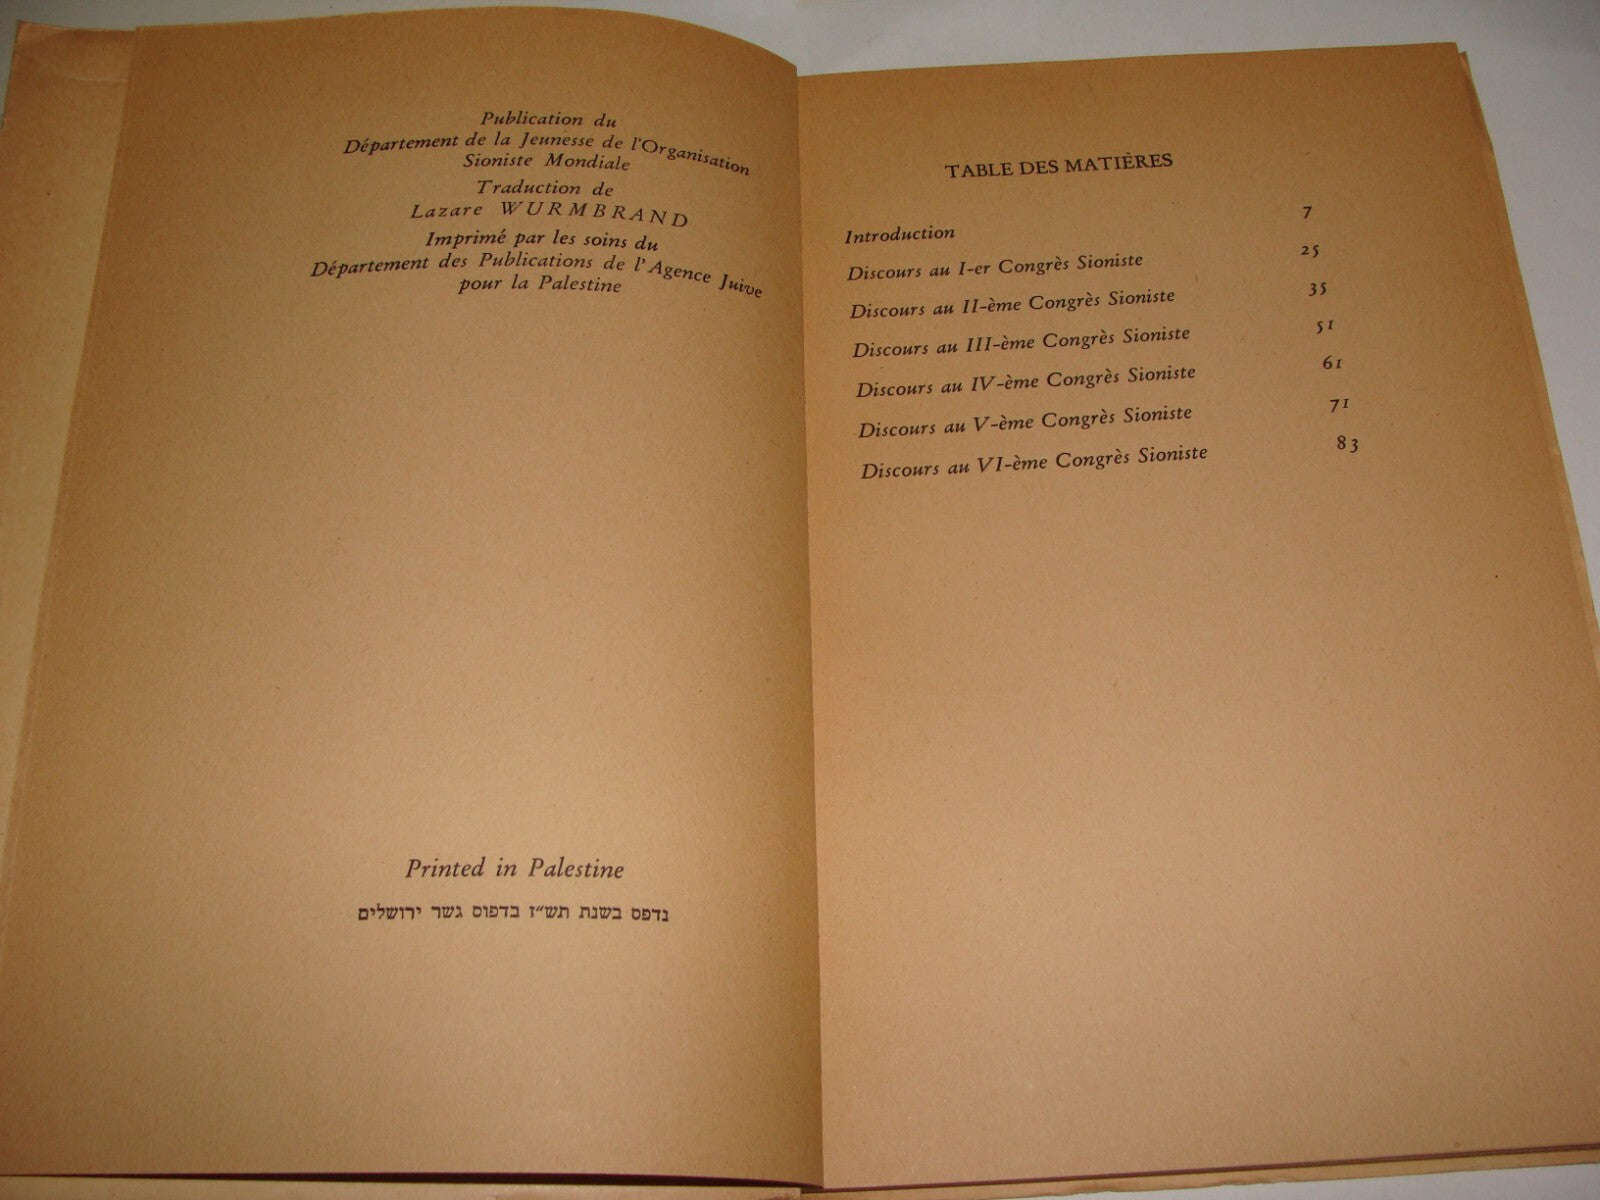 Publication du
Département de la Jeunesse de l'Organisation
Sioniste Mondiale
Traduction de
Lazare WURMBRAND
Imprimé par les soins du
Département des Publications de l'Agence Juive
pour la Palestine
Printed in Palestine
נדפס בשנת תש״ז בדפוס גשר ירושלים
TABLE DES MATIÈRES
Introduction 7
Discours au I-er Congrès Sioniste 25
Discours au II-ème Congrès Sioniste 35
Discours au III-ème Congrès Sioniste 51
Discours au IV-ème Congrès Sioniste 61
Discours au V-ème Congrès Sioniste 71
Discours au VI-ème Congrès Sioniste 83